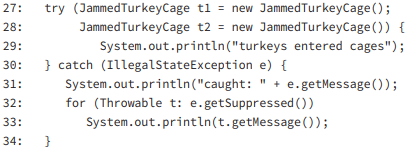 27:   try (JammedTurkeyCage t1 = new JammedTurkeyCage();
28:        JammedTurkeyCage t2 = new JammedTurkeyCage()) {
29:           System.out.println("turkeys entered cages");
30:   } catch (IllegalStateException e) {
31:      System.out.println("caught: " + e.getMessage());
32:      for (Throwable t: e.getSuppressed())
33:         System.out.println(t.getMessage());
34:   }